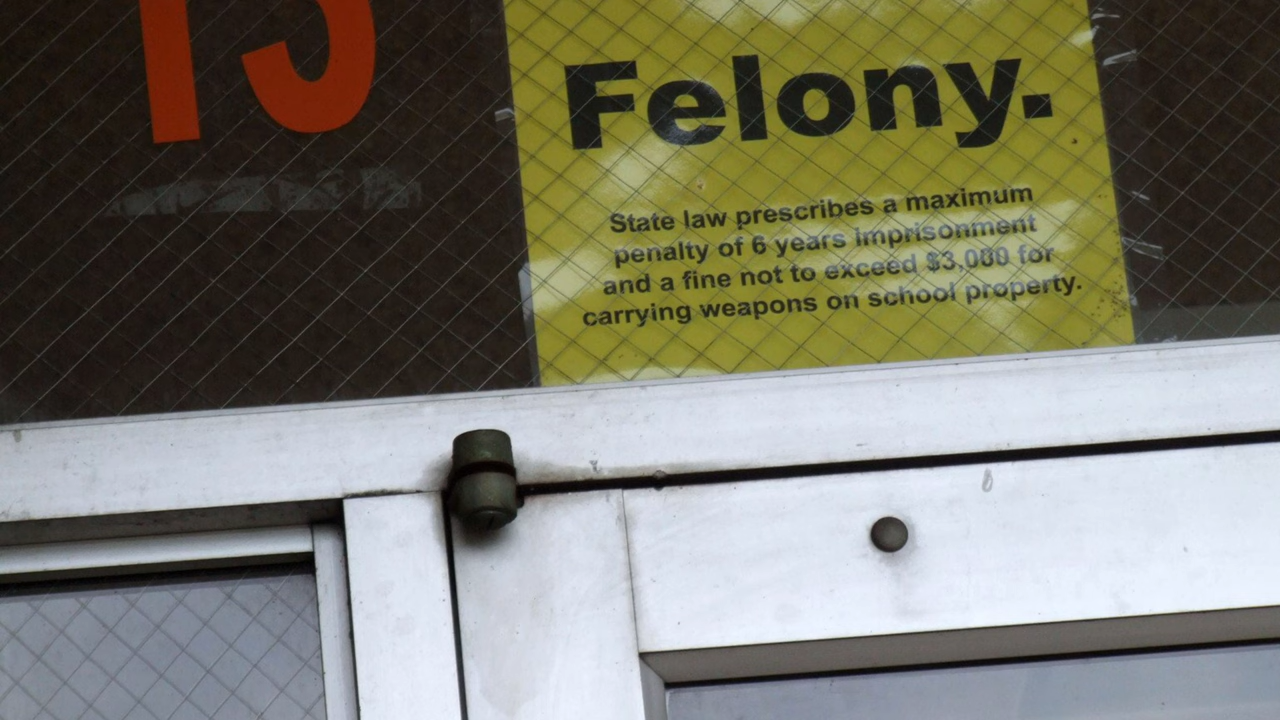 Felony.
State law prescribes a maximum
penalty of 6 years imprisonment
and a fine not to exceed $3,000 for
carrying weapons on school property.